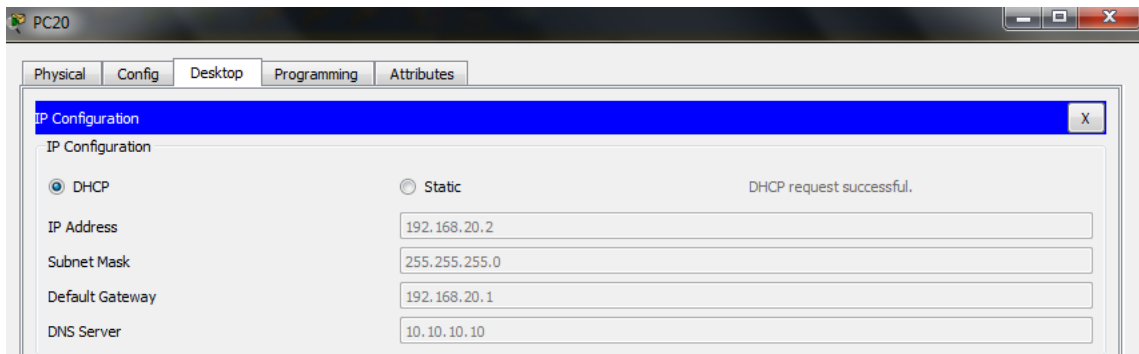 PC20
Physical Config Desktop Programming Attributes
IP Configuration X
IP Configuration
DHCP Static DHCP request successful.
IP Address 192.168.20.2
Subnet Mask 255.255.255.0
Default Gateway 192.168.20.1
DNS Server 10.10.10.10